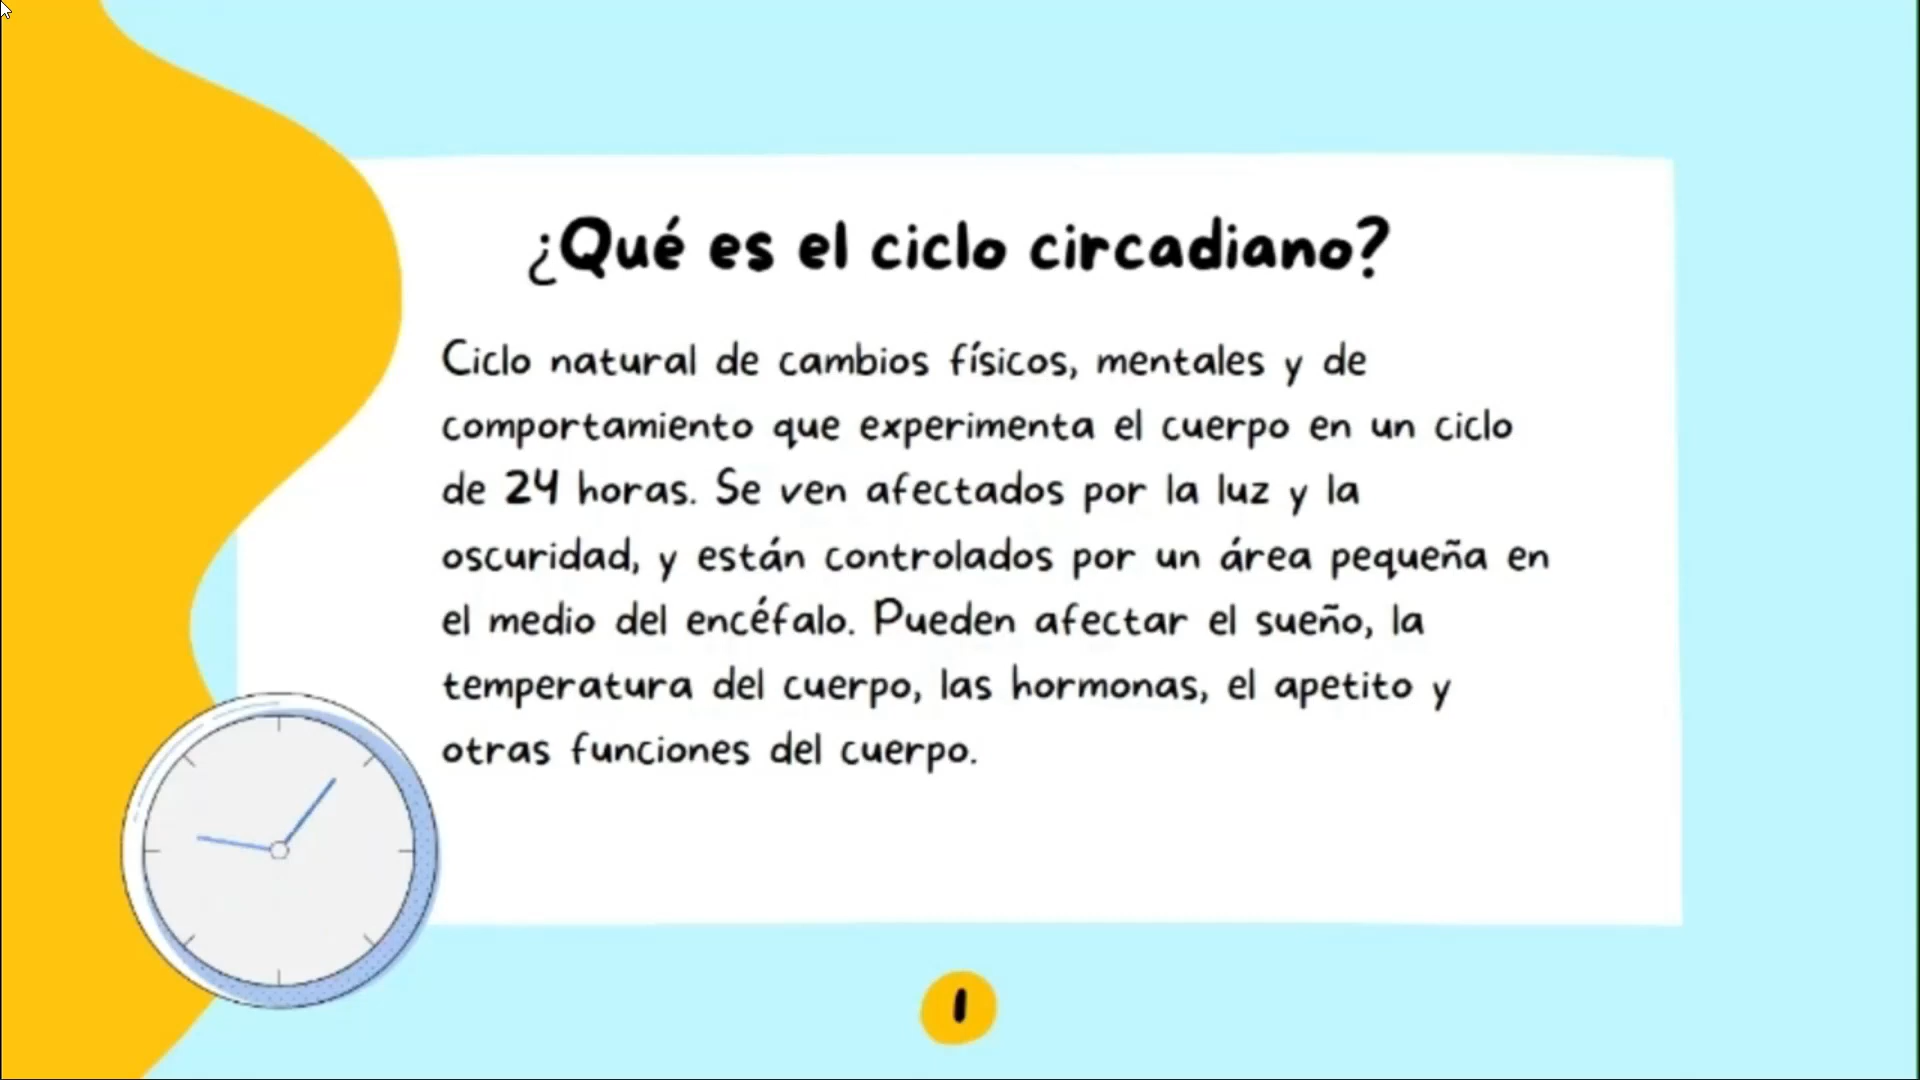 ¿Qué es el ciclo circadiano?
Ciclo natural de cambios físicos, mentales y de
comportamiento que experimenta el cuerpo en un ciclo
de 24 horas. Se ven afectados por la luz y la
oscuridad, y están controlados por un área pequeña en
el medio del encéfalo. Pueden afectar el sueño, la
temperatura del cuerpo, las hormonas, el apetito y
otras funciones del cuerpo.
1